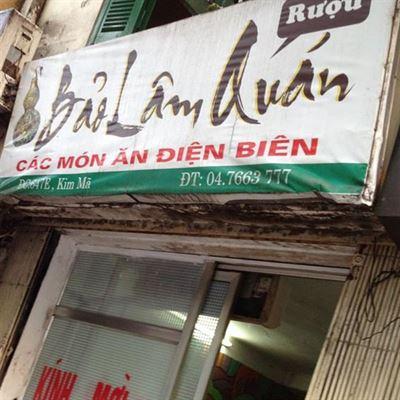 Rượu
Bảo Lâm Quán
CÁC MÓN ĂN ĐIỆN BIÊN
Kim Mã ĐT: 04.7663 777
KÍNH MỜI